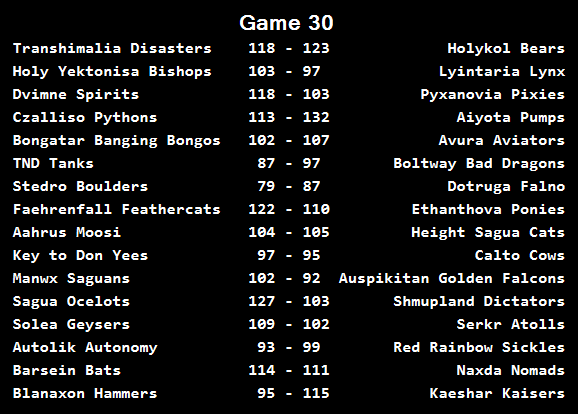 Game 30
Transhimalia Disasters 118 - 123 Holykol Bears
Holy Yektonisa Bishops 103 - 97 Lyintaria Lynx
Dvimne Spirits 118 - 103 Pyxanovia Pixies
Czalliso Pythons 113 - 132 Aiyota Pumps
Bongatar Banging Bongos 102 - 107 Avura Aviators
TND Tanks 87 - 97 Boltway Bad Dragons
Stedro Boulders 79 - 87 Dotruga Falno
Faehrenfall Feathercats 122 - 110 Ethanthova Ponies
Aahrus Moosi 104 - 105 Height Sagua Cats
Key to Don Yees 97 - 95 Calto Cows
Manwx Saguans 102 - 92 Auspikitan Golden Falcons
Sagua Ocelots 127 - 103 Shmupland Dictators
Solea Geysers 109 - 102 Serkr Atolls
Autolik Autonomy 93 - 99 Red Rainbow Sickles
Barsein Bats 114 - 111 Naxda Nomads
Blanaxon Hammers 95 - 115 Kaeshar Kaisers